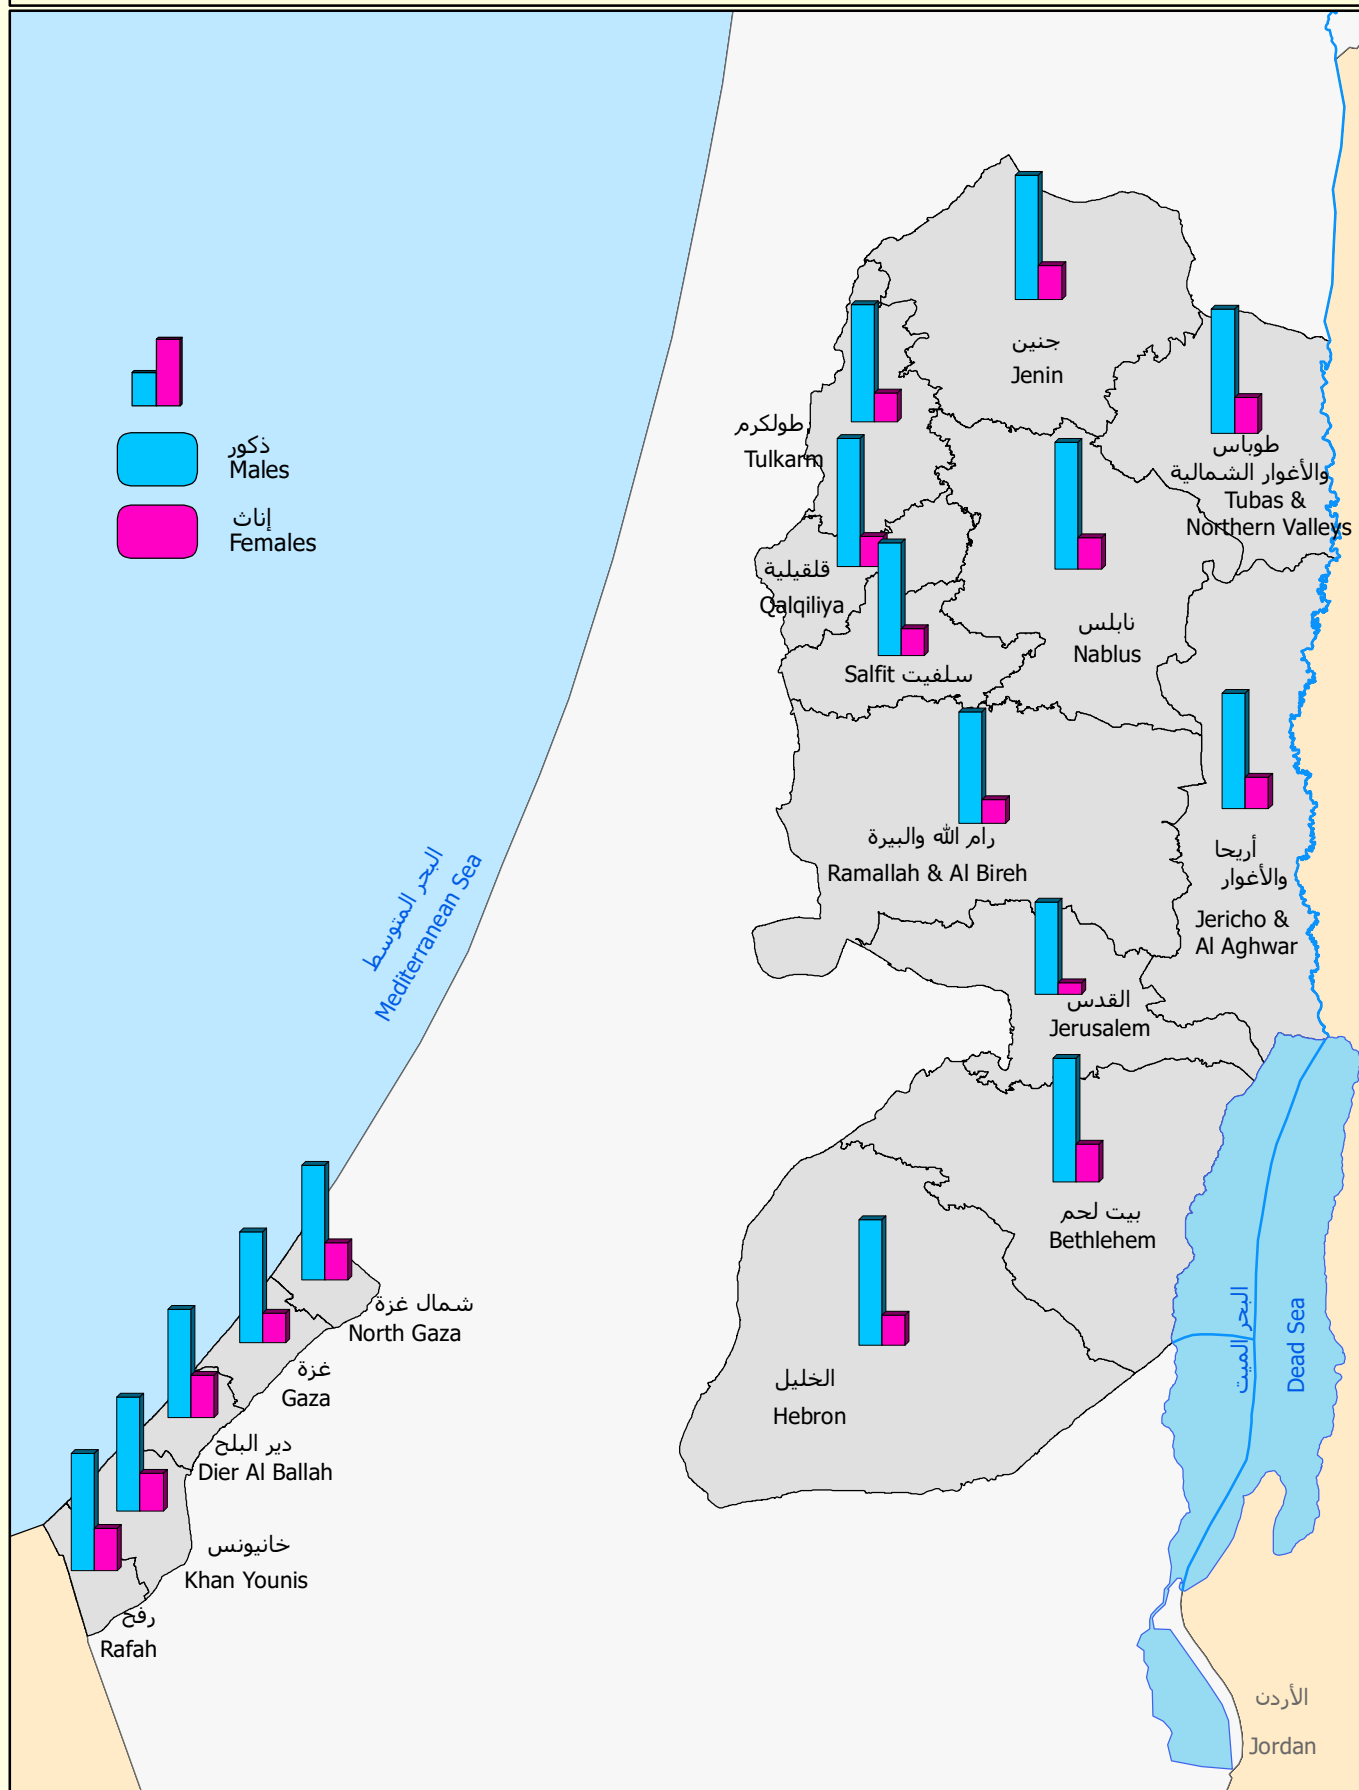 ذكور
Males
إناث
Females
جنين
Jenin
طولكرم
Tulkarm
طوباس
والأغوار الشمالية
Tubas &
Northern Valleys
قلقيلية
Qalqiliya
نابلس
Nablus
Salfit سلفيت
رام الله والبيرة
Ramallah & Al Bireh
أريحا
والأغوار
Jericho &
Al Aghwar
القدس
Jerusalem
بيت لحم
Bethlehem
الخليل
Hebron
البحر المتوسط
Mediterranean Sea
شمال غزة
North Gaza
غزة
Gaza
دير البلح
Dier Al Ballah
خانيونس
Khan Younis
رفح
Rafah
البحر الميت
Dead Sea
الأردن
Jordan